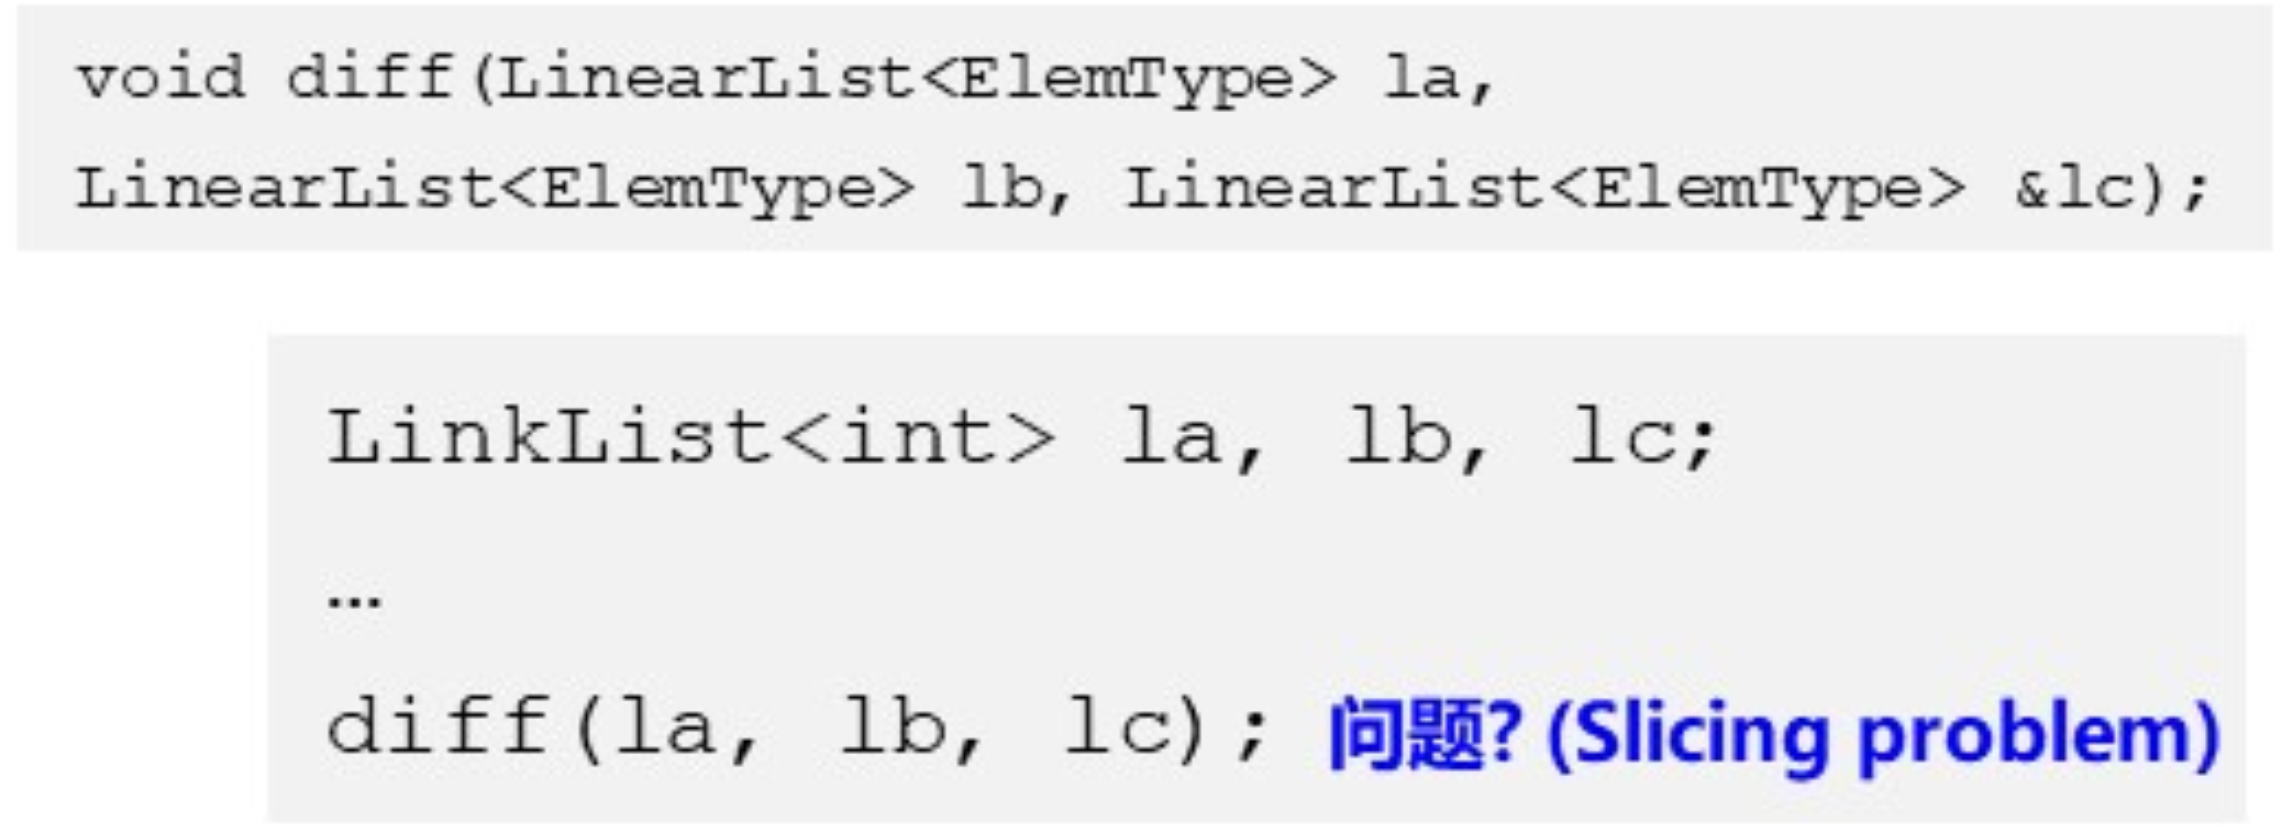 void diff(LinearList<ElemType> la,
LinearList<ElemType> lb, LinearList<ElemType> &lc);
LinkList<int> la, lb, lc;
…
diff(la, lb, lc); 问题? (Slicing problem)